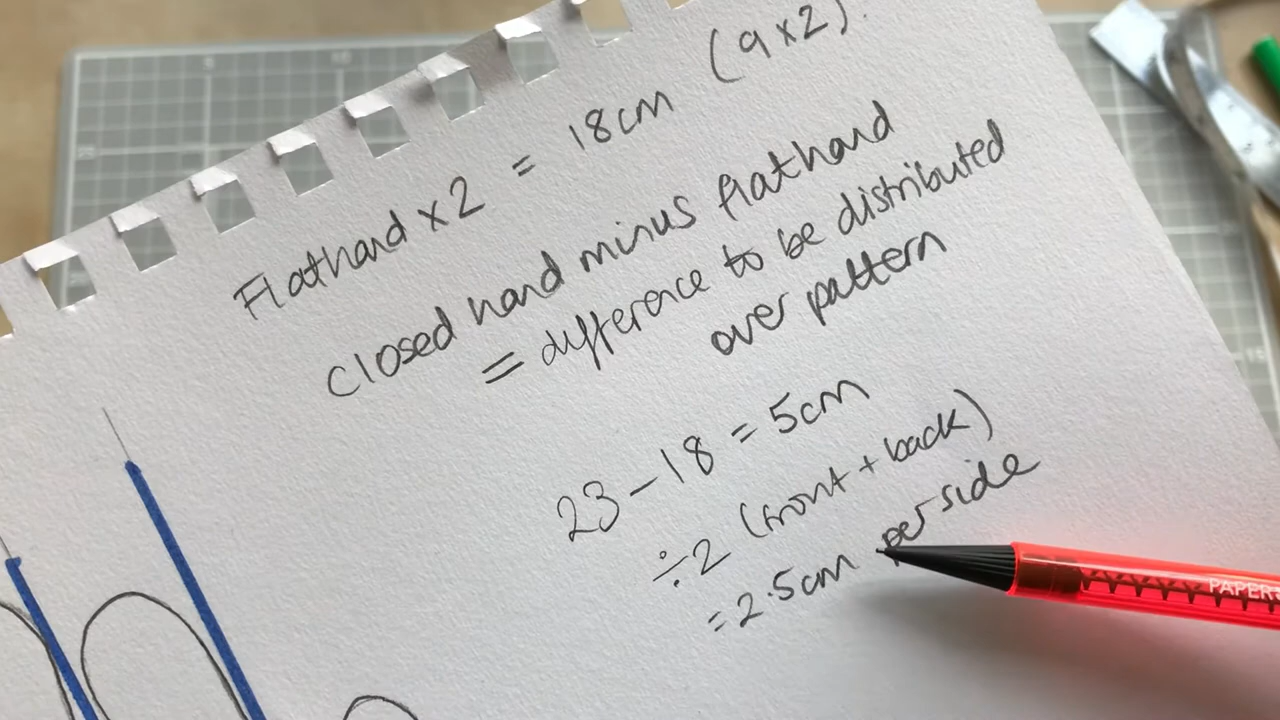 Flathand x 2 = 18cm (9x2).
Closed hand minus flathand
= difference to be distributed
over pattern
23 - 18 = 5cm
÷2 (front + back)
= 2.5cm per side